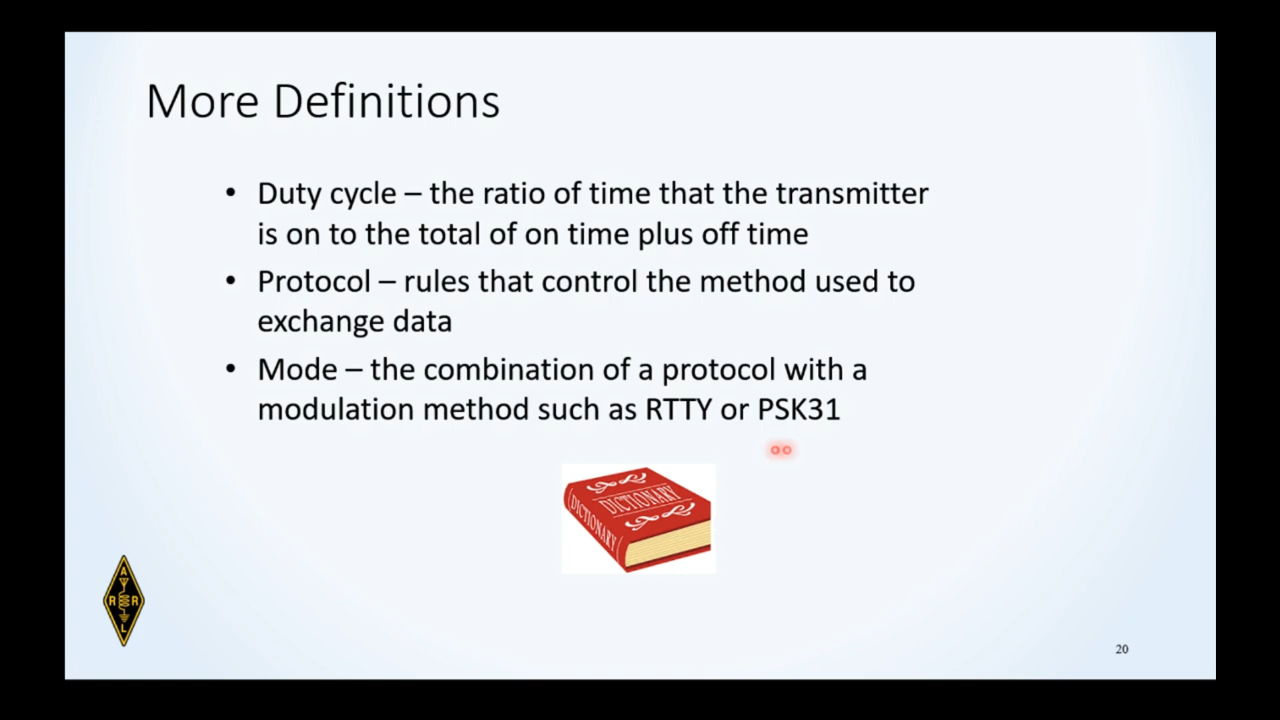 More Definitions
• Duty cycle – the ratio of time that the transmitter
is on to the total of on time plus off time
• Protocol – rules that control the method used to
exchange data
• Mode – the combination of a protocol with a
modulation method such as RTTY or PSK31
DICTIONARY
DICTIONARY
A
R R
L
20